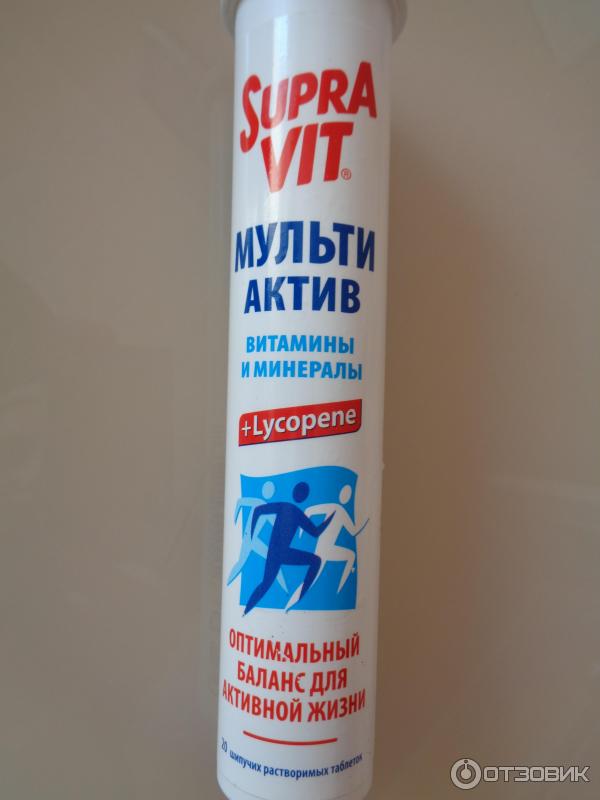 SUPRA
VIT®
МУЛЬТИ
АКТИВ
ВИТАМИНЫ
И МИНЕРАЛЫ
+Lycopene
ОПТИМАЛЬНЫЙ
БАЛАНС ДЛЯ
АКТИВНОЙ ЖИЗНИ
20 шипучих растворимых таблеток
ОТЗОВИК